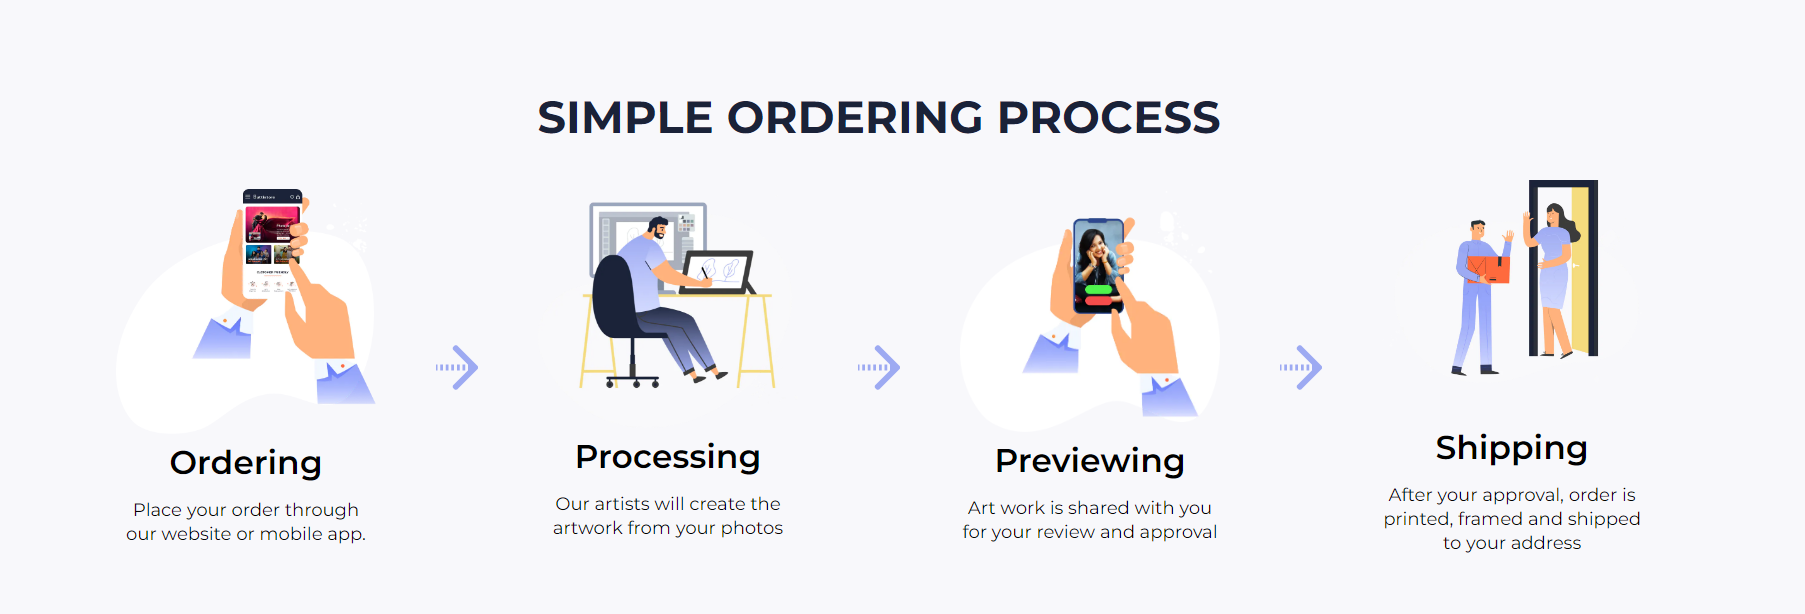 SIMPLE ORDERING PROCESS
Ordering
Place your order through
our website or mobile app.
Processing
Our artists will create the
artwork from your photos
Previewing
Art work is shared with you
for your review and approval
Shipping
After your approval, order is
printed, framed and shipped
to your address